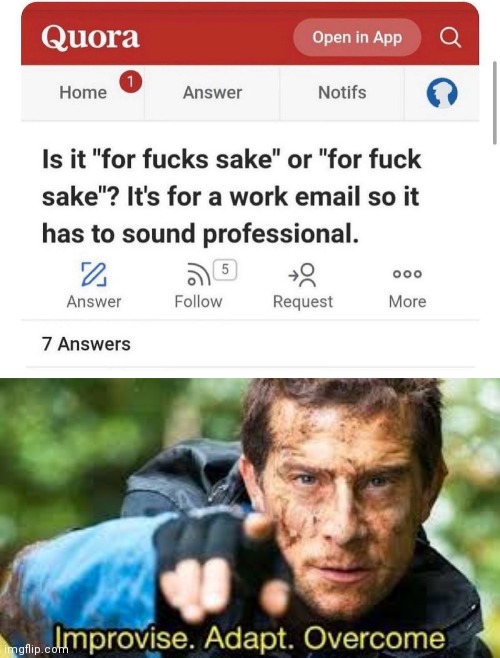 Quora
Open in App
Home 1 Answer Notifs
Is it "for fucks sake" or "for fuck
sake"? It's for a work email so it
has to sound professional.
5
Answer Follow Request More
7 Answers
Improvise. Adapt. Overcome
imgflip.com